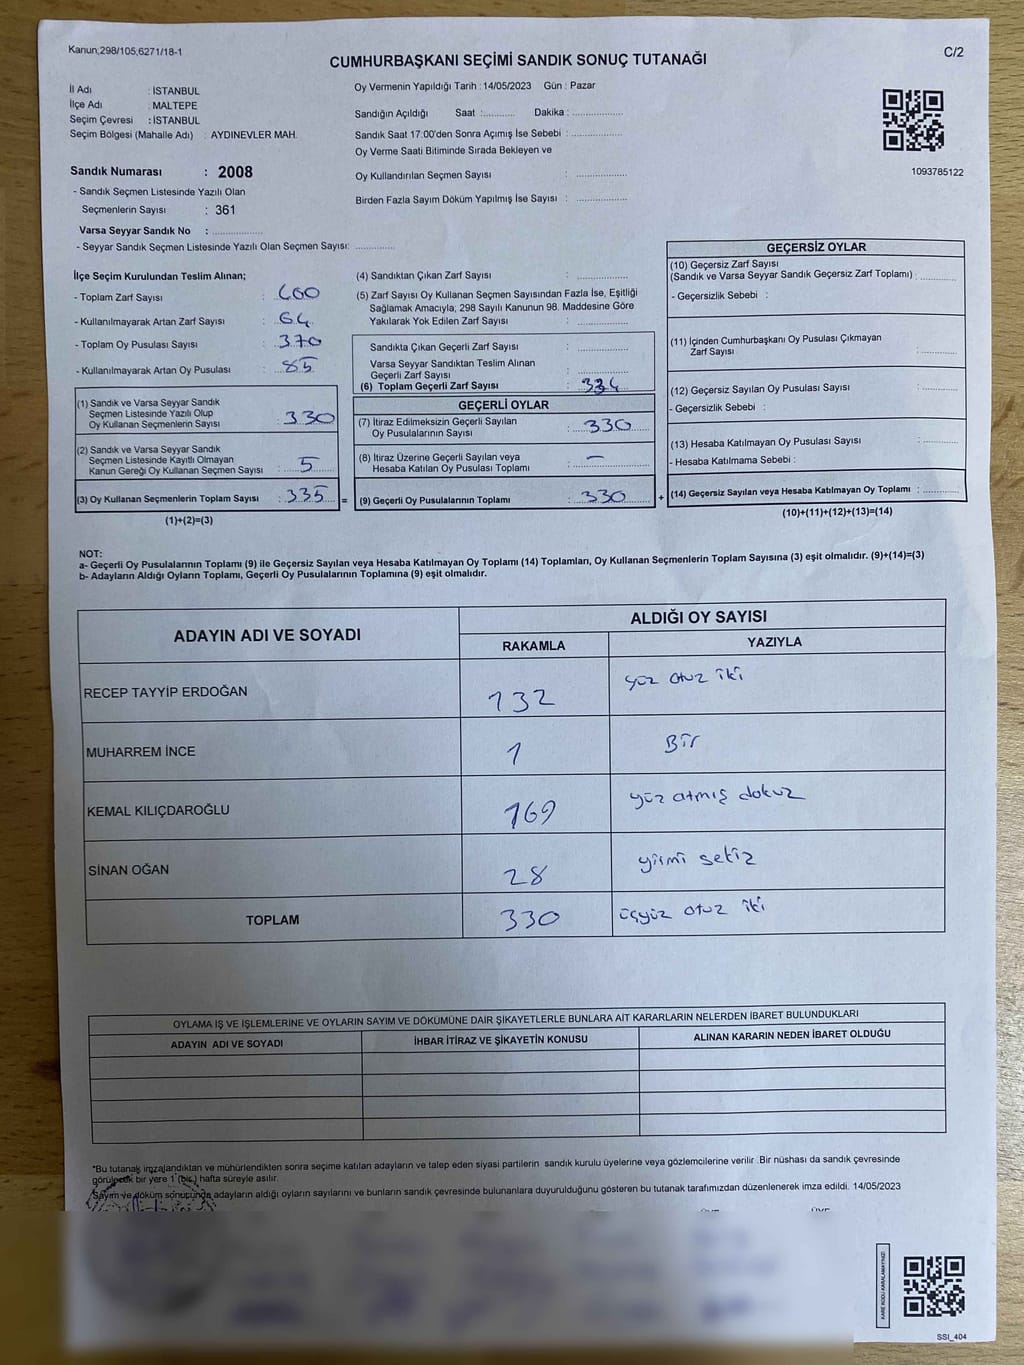 Kanun;298/105,6271/18-1
CUMHURBAŞKANI SEÇİMİ SANDIK SONUÇ TUTANAĞI
C/2
İl Adı : İSTANBUL
İlçe Adı : MALTEPE
Seçim Çevresi : İSTANBUL
Seçim Bölgesi (Mahalle Adı) : AYDINEVLER MAH.
Sandık Numarası : 2008
- Sandık Seçmen Listesinde Yazılı Olan
Seçmenlerin Sayısı : 361
Varsa Seyyar Sandık No :
- Seyyar Sandık Seçmen Listesinde Yazılı Olan Seçmen Sayısı:
Oy Vermenin Yapıldığı Tarih : 14/05/2023 Gün : Pazar
Sandığın Açıldığı Saat : Dakika :
Sandık Saat 17:00'den Sonra Açımış İse Sebebi :
Oy Verme Saati Bitiminde Sırada Bekleyen ve
Oy Kullandırılan Seçmen Sayısı :
Birden Fazla Sayım Döküm Yapılmış İse Sayısı :
1093785122
İlçe Seçim Kurulundan Teslim Alınan;
- Toplam Zarf Sayısı : 400
- Kullanılmayarak Artan Zarf Sayısı : 64
- Toplam Oy Pusulası Sayısı : 370
- Kullanılmayarak Artan Oy Pusulası : 85
(1) Sandık ve Varsa Seyyar Sandık
Seçmen Listesinde Yazılı Olup
Oy Kullanan Seçmenlerin Sayısı : 330
(2) Sandık ve Varsa Seyyar Sandık
Seçmen Listesinde Kayıtlı Olmayan
Kanun Gereği Oy Kullanan Seçmen Sayısı : 5
(3) Oy Kullanan Seçmenlerin Toplam Sayısı : 335 =
(1)+(2)=(3)
(4) Sandıktan Çıkan Zarf Sayısı :
(5) Zarf Sayısı Oy Kullanan Seçmen Sayısından Fazla İse, Eşitliği
Sağlamak Amacıyla; 298 Sayılı Kanunun 98. Maddesine Göre
Yakılarak Yok Edilen Zarf Sayısı :
Sandıkta Çıkan Geçerli Zarf Sayısı :
Varsa Seyyar Sandıktan Teslim Alınan
Geçerli Zarf Sayısı :
(6) Toplam Geçerli Zarf Sayısı : 334
GEÇERLİ OYLAR
(7) İtiraz Edilmeksizin Geçerli Sayılan
Oy Pusulalarının Sayısı : 330
(8) İtiraz Üzerine Geçerli Sayılan veya
Hesaba Katılan Oy Pusulası Toplamı : –
(9) Geçerli Oy Pusulalarının Toplamı : 330 +
GEÇERSİZ OYLAR
(10) Geçersiz Zarf Sayısı
(Sandık ve Varsa Seyyar Sandık Geçersiz Zarf Toplamı) :
- Geçersizlik Sebebi :
(11) İçinden Cumhurbaşkanı Oy Pusulası Çıkmayan
Zarf Sayısı :
(12) Geçersiz Sayılan Oy Pusulası Sayısı :
- Geçersizlik Sebebi :
(13) Hesaba Katılmayan Oy Pusulası Sayısı :
- Hesaba Katılmama Sebebi :
(14) Geçersiz Sayılan veya Hesaba Katılmayan Oy Toplamı :
(10)+(11)+(12)+(13)=(14)
NOT:
a- Geçerli Oy Pusulalarının Toplamı (9) ile Geçersiz Sayılan veya Hesaba Katılmayan Oy Toplamı (14) Toplamları, Oy Kullanan Seçmenlerin Toplam Sayısına (3) eşit olmalıdır. (9)+(14)=(3)
b- Adayların Aldığı Oyların Toplamı, Geçerli Oy Pusulalarının Toplamına (9) eşit olmalıdır.
ADAYIN ADI VE SOYADI
ALDIĞI OY SAYISI
RAKAMLA YAZIYLA
RECEP TAYYİP ERDOĞAN 132 yüz otuz iki
MUHARREM İNCE 1 Bir
KEMAL KILIÇDAROĞLU 169 yüz atmış dokuz
SİNAN OĞAN 28 yirmi sekiz
TOPLAM 330 üçyüz otuz iki
OYLAMA İŞ VE İŞLEMLERİNE VE OYLARIN SAYIM VE DÖKÜMÜNE DAİR ŞİKAYETLERLE BUNLARA AİT KARARLARIN NELERDEN İBARET BULUNDUKLARI
ADAYIN ADI VE SOYADI İHBAR İTİRAZ VE ŞİKAYETİN KONUSU ALINAN KARARIN NEDEN İBARET OLDUĞU
*Bu tutanak imzalandıktan ve mühürlendikten sonra seçime katılan adayların ve talep eden siyasi partilerin sandık kurulu üyelerine veya gözlemcilerine verilir .Bir nüshası da sandık çevresinde
görülecek bir yere 1 (bir) hafta süreyle asılır.
Sayım ve döküm sonucunda adayların aldığı oyların sayılarını ve bunların sandık çevresinde bulunanlara duyurulduğunu gösteren bu tutanak tarafımızdan düzenlenerek imza edildi. 14/05/2023
KARE KODU KARALAMAYINIZ!
SSI_404